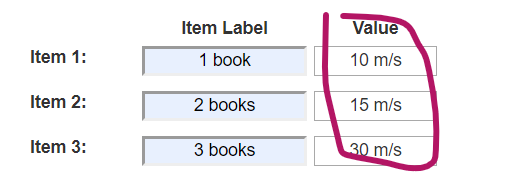 Item Label Value
Item 1: 1 book 10 m/s
Item 2: 2 books 15 m/s
Item 3: 3 books 30 m/s